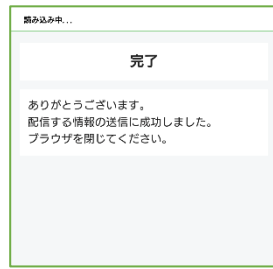 読み込み中...
完了
ありがとうございます。
配信する情報の送信に成功しました。
ブラウザを閉じてください。